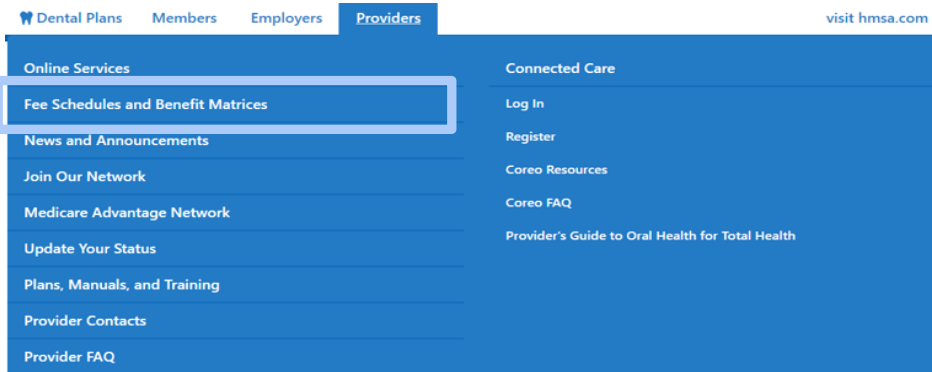 Dental Plans Members Employers Providers visit hmsa.com
Online Services
Fee Schedules and Benefit Matrices
News and Announcements
Join Our Network
Medicare Advantage Network
Update Your Status
Plans, Manuals, and Training
Provider Contacts
Provider FAQ
Connected Care
Log In
Register
Coreo Resources
Coreo FAQ
Provider's Guide to Oral Health for Total Health